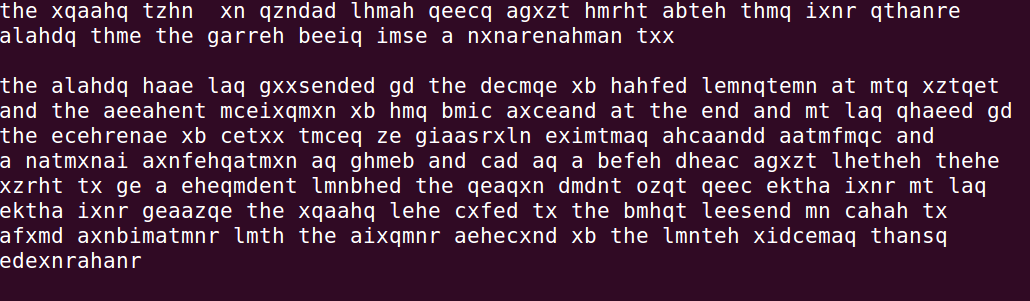 the xqaahq tzhn  xn qzndad lhmah qeecq agxzt hmrht abteh thmq ixnr qthanre
alahdq thme the garreh beeiq imse a nxnarenahman txx

the alahdq haae laq gxxsended gd the decmqe xb hahfed lemnqtemn at mtq xztqet
and the aeeahent mceixqmxn xb hmq bmic axceand at the end and mt laq qhaeed gd
the ecehrenae xb cetxx tmceq ze giaasrxln eximtmaq ahcaandd aatmfmqc and
a natmxnai axnfehqatmxn aq ghmeb and cad aq a befeh dheac agxzt lhetheh thehe
xzrht tx ge a eheqmdent lmnbhed the qeaqxn dmdnt ozqt qeec ektha ixnr mt laq
ektha ixnr geaazqe the xqaahq lehe cxfed tx the bmhqt leesend mn cahah tx
afxmd axnbimatmnr lmth the aixqmnr aehecxnd xb the lmnteh xidcemaq thansq
edexnrahanr